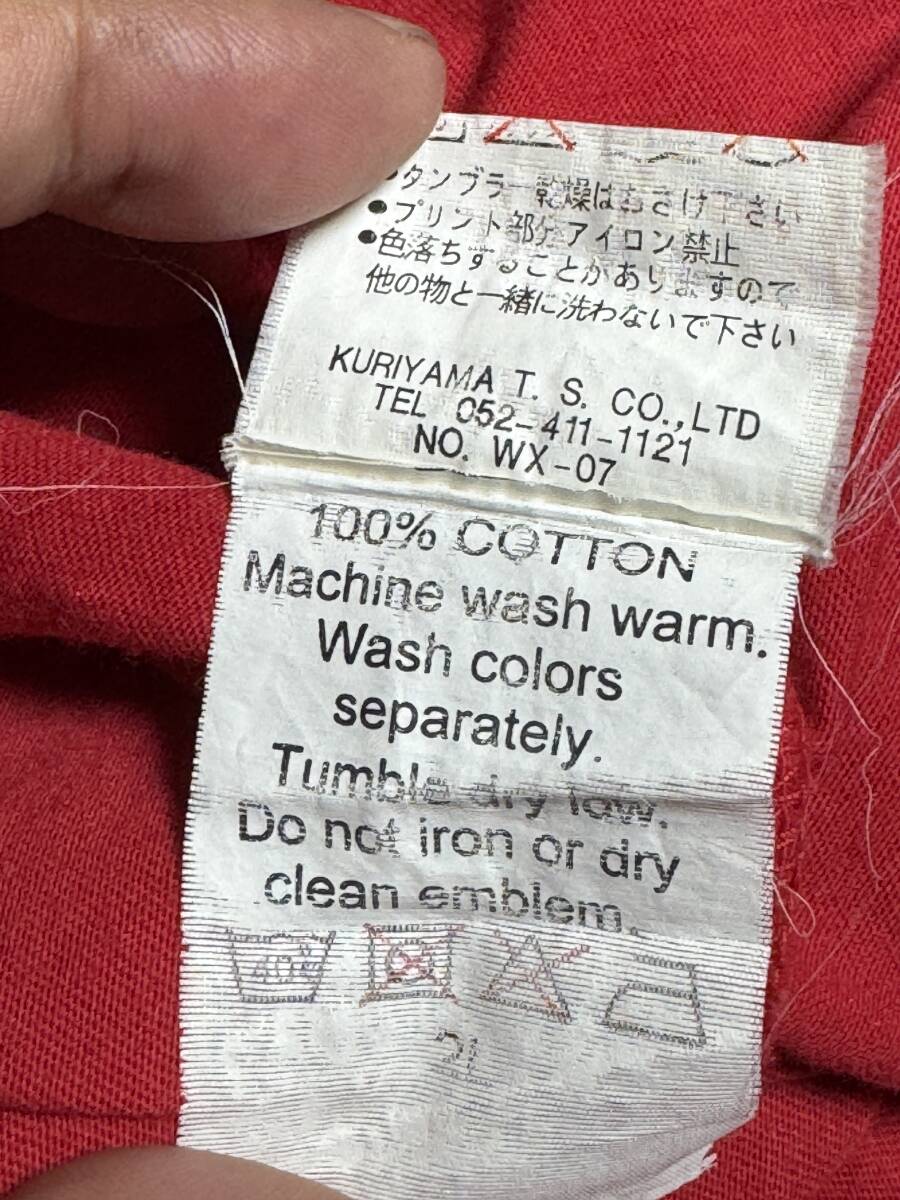 ●タンブラー乾燥はおさけ下さい
●プリント部分アイロン禁止
●色落ちすることがありますので
他の物と一緒に洗わないで下さい
KURIYAMA T. S. CO.,LTD
TEL 052-411-1121
NO. WX-07
100% COTTON
Machine wash warm.
Wash colors
separately.
Tumble dry low.
Do not iron or dry
clean emblem.